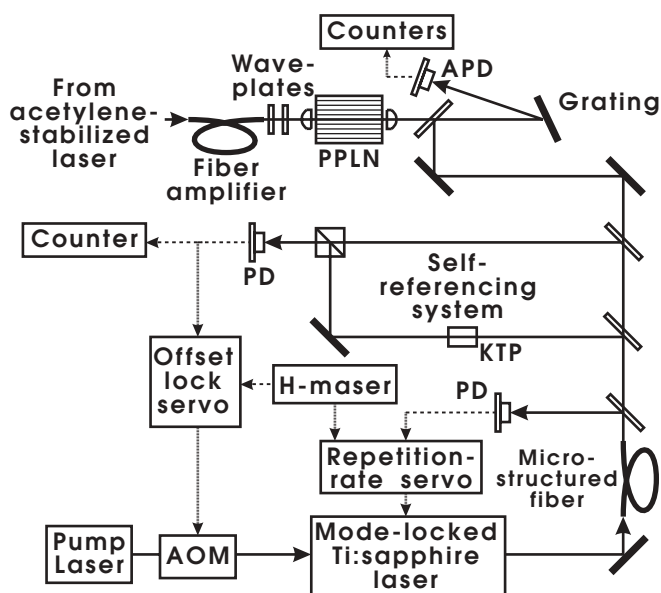 Counters
Wave-
plates
APD
From
acetylene-
stabilized
laser
Grating
PPLN
Fiber
amplifier
Counter
PD
Self-
referencing
system
KTP
Offset
lock
servo
H-maser
PD
Repetition-
rate servo
Micro-
structured
fiber
Pump
Laser
AOM
Mode-locked
Ti:sapphire
laser